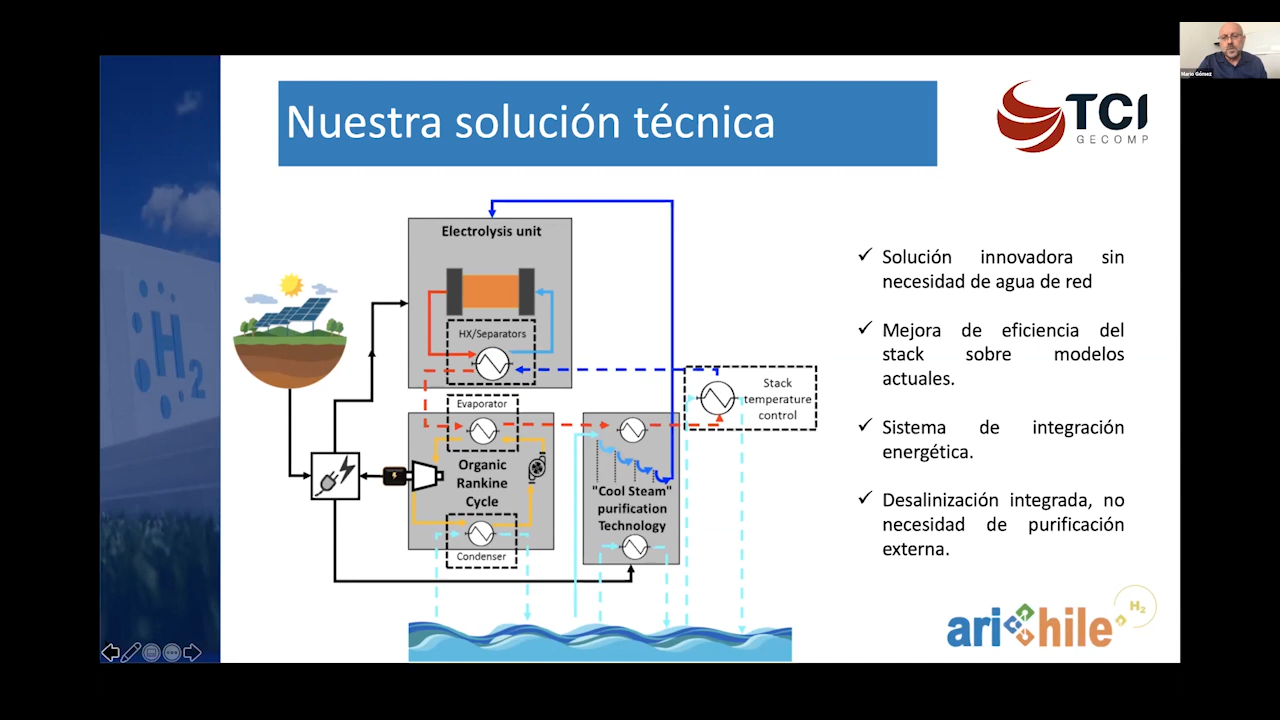 Mario Gómez
Nuestra solución técnica
TCI
GECOMP
H2
Electrolysis unit
HX/Separators
Stack
temperature
control
Evaporator
Organic
Rankine
Cycle
Condenser
"Cool Steam"
purification
Technology
✓ Solución innovadora sin
necesidad de agua de red
✓ Mejora de eficiencia del
stack sobre modelos
actuales.
✓ Sistema de integración
energética.
✓ Desalinización integrada, no
necesidad de purificación
externa.
arichile
H2